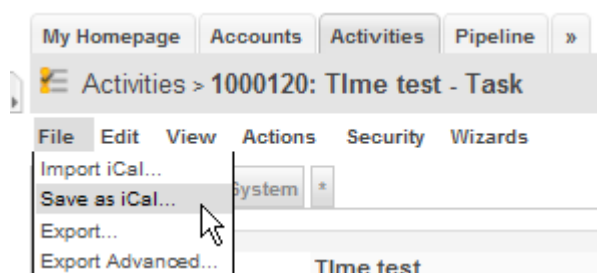 My Homepage Accounts Activities Pipeline »
Activities > 1000120: TIme test - Task
File Edit View Actions Security Wizards
Import iCal...
Save as iCal... System *
Export...
Export Advanced... TIme test